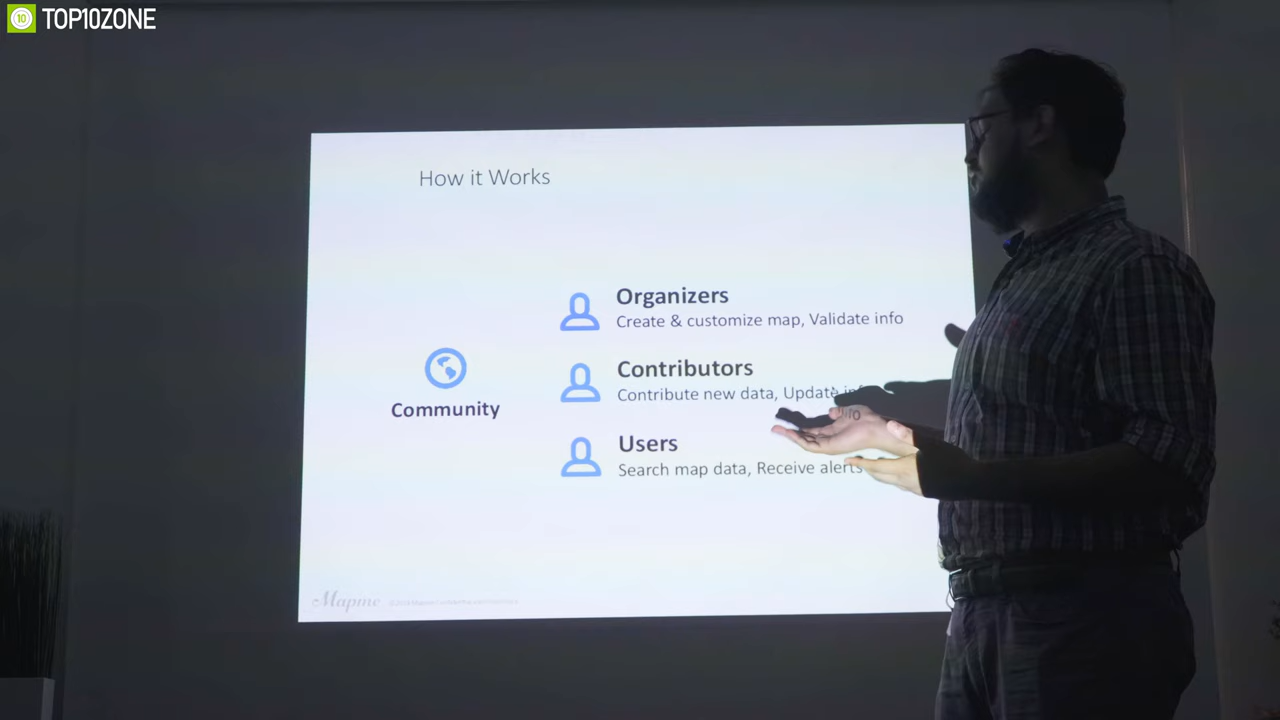 TOP10ZONE
How it Works
Organizers
Create & customize map, Validate info
Community
Contributors
Contribute new data, Update info
Users
Search map data, Receive alerts
Mapme